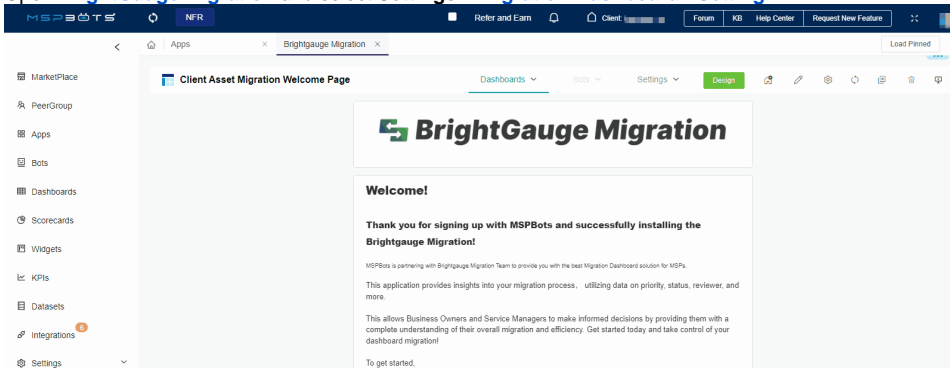 MSPBOTS
NFR
Refer and Earn
Client:
Forum
KB
Help Center
Request New Feature
Apps ×
Brightgauge Migration ×
Load Pinned
MarketPlace
PeerGroup
Apps
Bots
Dashboards
Scorecards
Widgets
KPIs
Datasets
Integrations 6
Settings
Client Asset Migration Welcome Page
Dashboards
Bots
Settings
Design
BrightGauge Migration
Welcome!
Thank you for signing up with MSPBots and successfully installing the
Brightgauge Migration!
MSPBots is partnering with Brightgauge Migration Team to provide you with the best Migration Dashboard solution for MSPs.
This application provides insights into your migration process, utilizing data on priority, status, reviewer, and
more.
This allows Business Owners and Service Managers to make informed decisions by providing them with a
complete understanding of their overall migration and efficiency. Get started today and take control of your
dashboard migration!
To get started,